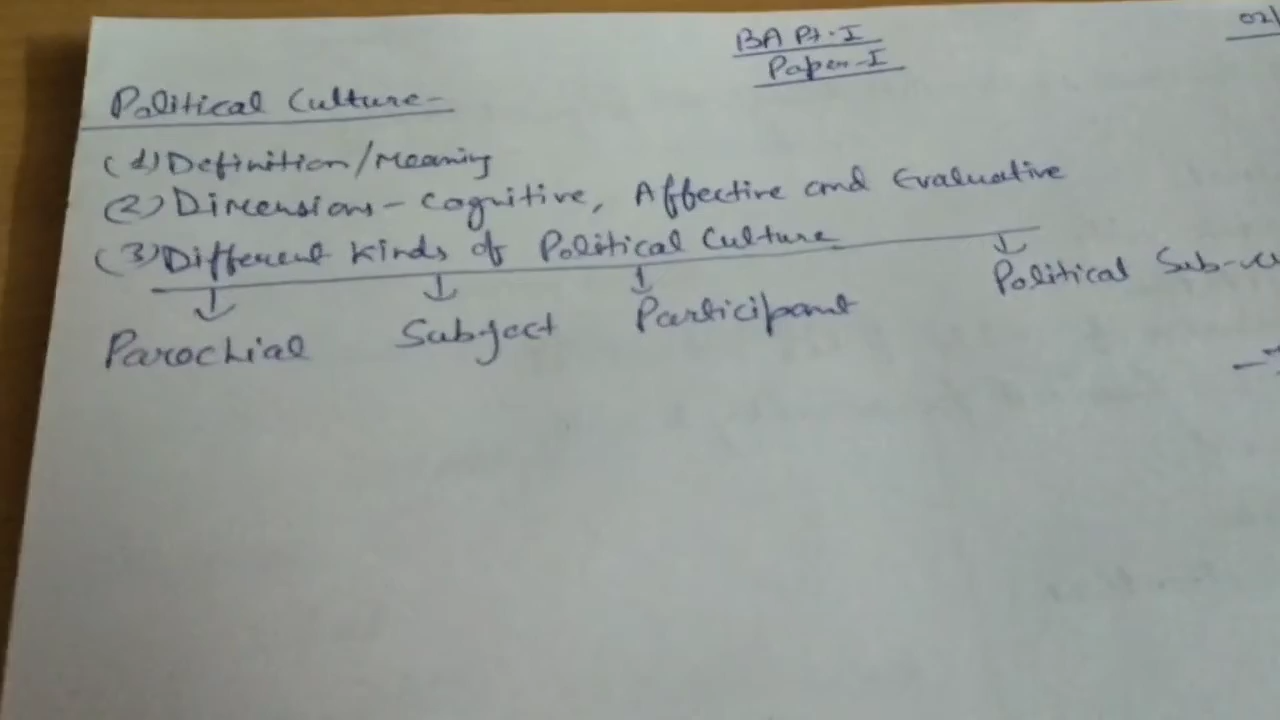 BA Pt.I
Paper-I
02/
Political Culture-
(1) Definition/Meaning
(2) Dimensions - Cognitive, Affective and Evaluative
(3) Different Kinds of Political Culture
Parochial Subject Participant Political Sub-